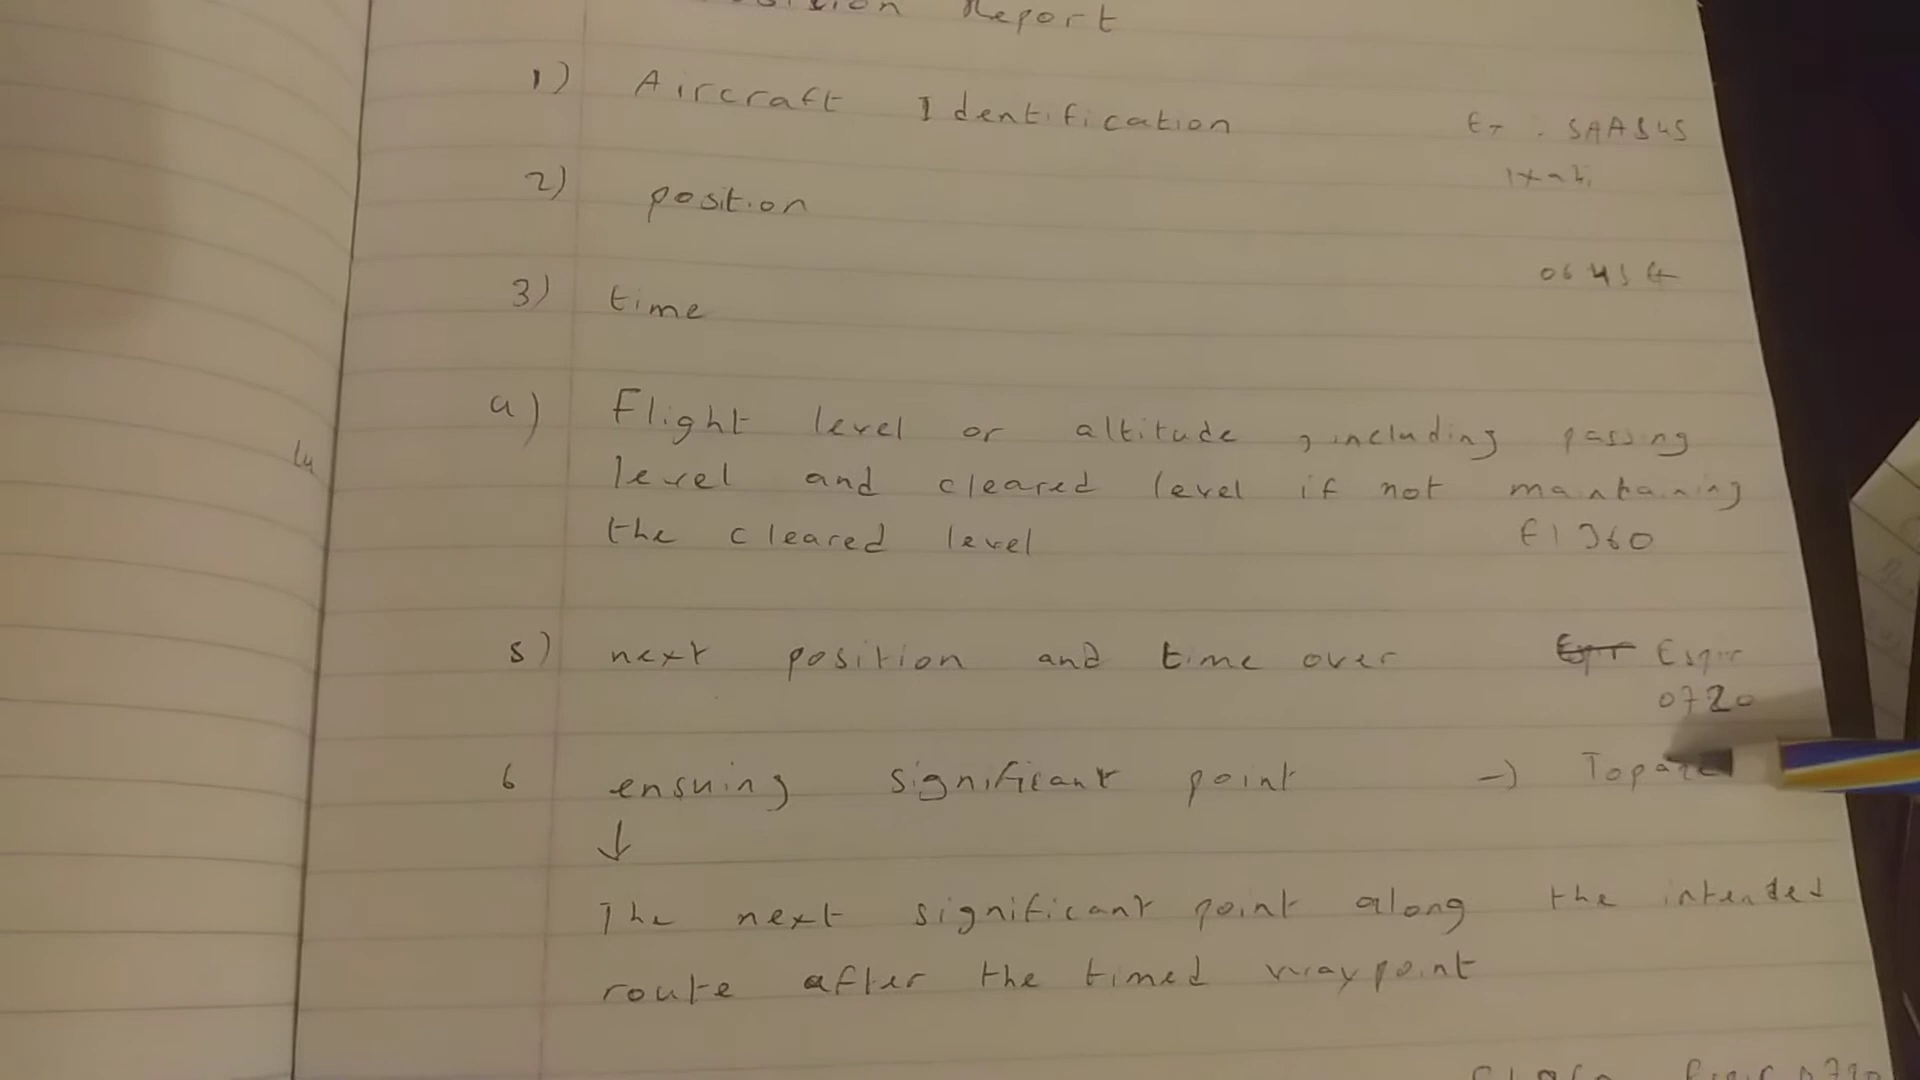 Report
1) Aircraft Identification
2) position
3) time
4) Flight level or altitude, including passing
level and cleared level if not maintaining
the cleared level
Fl 360
5) next position and time over
0720
6 ensuing significant point →
↓
The next significant point along the intended
route after the timed waypoint